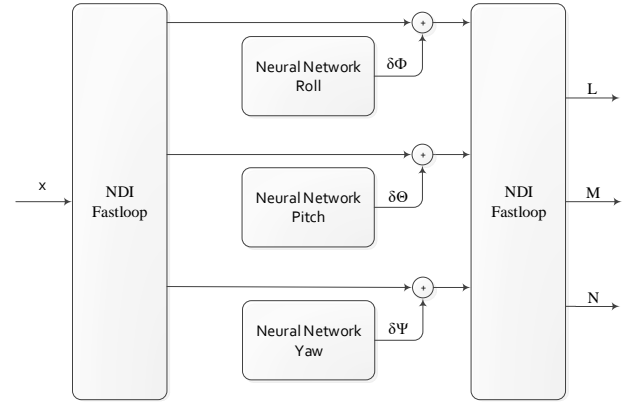 x
NDI
Fastloop
+
Neural Network
Roll
δΦ
+
Neural Network
Pitch
δΘ
+
Neural Network
Yaw
δΨ
NDI
Fastloop
L
M
N